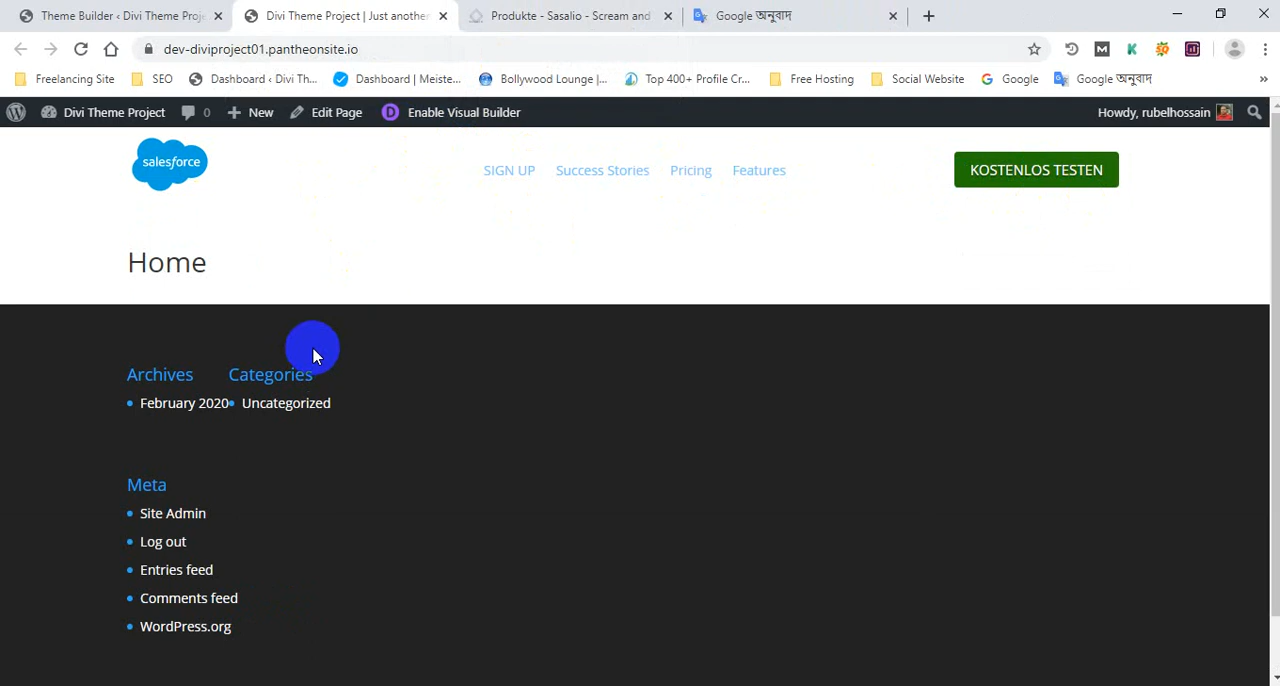 Theme Builder ‹ Divi Theme Proj
Divi Theme Project | Just another
Produkte - Sasalio - Scream and
Google অনুবাদ
dev-diviproject01.pantheonsite.io
Freelancing Site
SEO
Dashboard ‹ Divi Th...
Dashboard | Meiste...
Bollywood Lounge |...
Top 400+ Profile Cr...
Free Hosting
Social Website
Google
Google অনুবাদ
»
Divi Theme Project
0
New
Edit Page
Enable Visual Builder
Howdy, rubelhossain
salesforce
SIGN UP
Success Stories
Pricing
Features
KOSTENLOS TESTEN
Home
Archives
Categories
February 2020
Uncategorized
Meta
Site Admin
Log out
Entries feed
Comments feed
WordPress.org